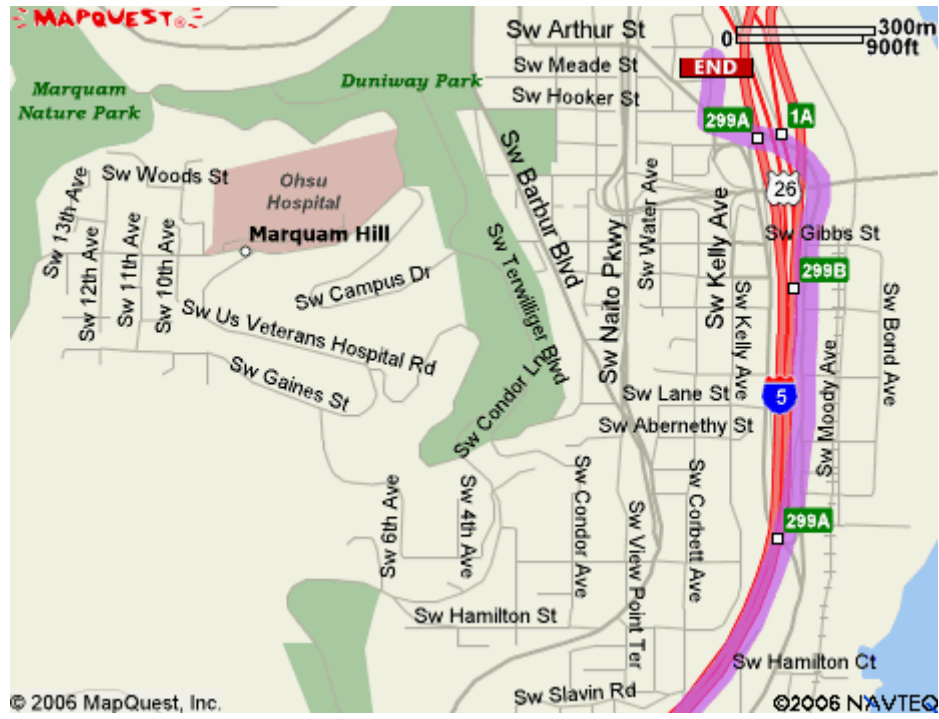 MAPQUEST
Sw Arthur St
0
300m
900ft
Sw Meade St
END
Duniway Park
Marquam
Nature Park
Sw Hooker St
299A
1A
Sw Woods St
Ohsu
Hospital
Sw Barbur Blvd
26
Sw 13th Ave
Sw 12th Ave
Sw 11th Ave
Sw 10th Ave
Marquam Hill
Sw Water Ave
Sw Kelly Ave
Sw Gibbs St
Sw Campus Dr
Sw Terwilliger Blvd
Sw Naito Pkwy
299B
Sw Us Veterans Hospital Rd
Sw Kelly Ave
Sw Bond Ave
Sw Gaines St
Sw Condor Ln
Sw Lane St
5
Sw Moody Ave
Sw Abernethy St
Sw 6th Ave
Sw 4th Ave
Sw Condor Ave
Sw View Point Ter
Sw Corbett Ave
299A
Sw Hamilton St
Sw Hamilton Ct
Sw Slavin Rd
© 2006 MapQuest, Inc.
©2006 NAVTEQ